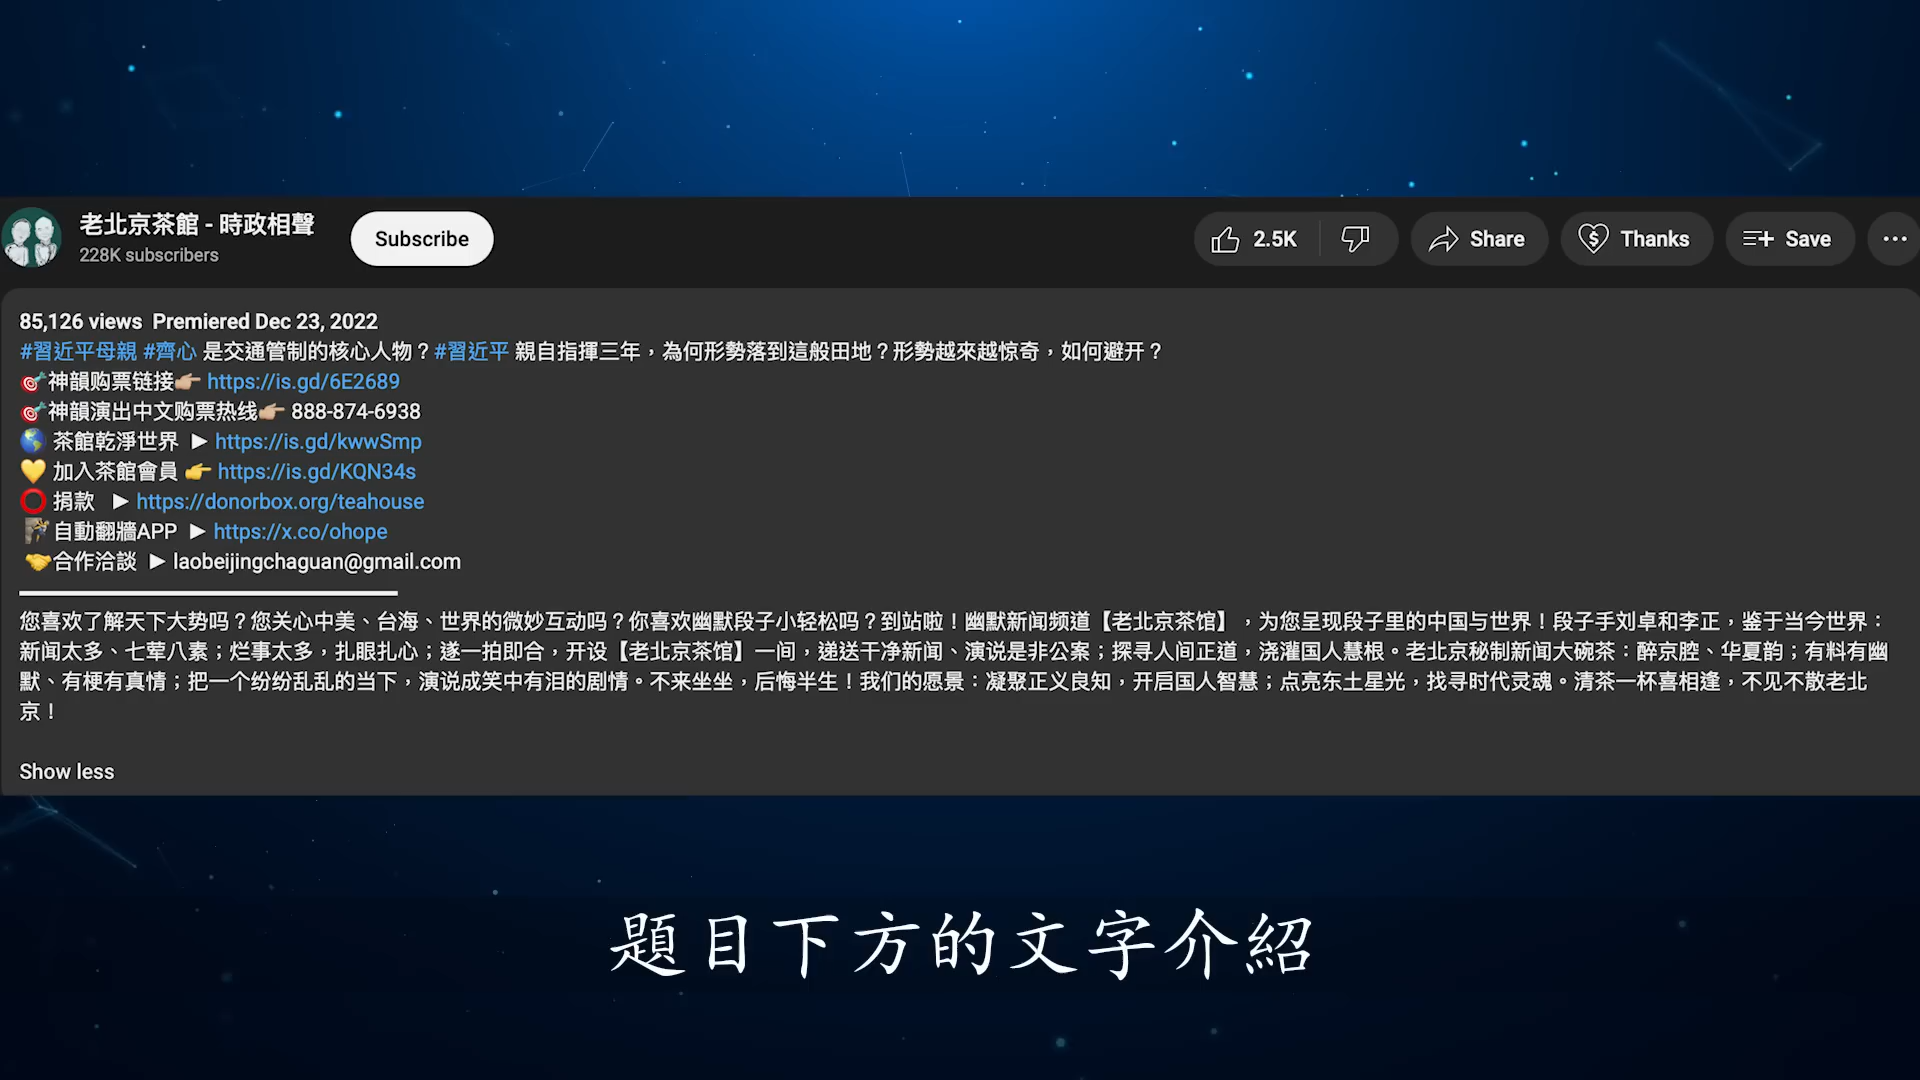 老北京茶館 - 時政相聲
228K subscribers
Subscribe
2.5K
Share
Thanks
Save
85,126 views Premiered Dec 23, 2022
#習近平母親 #齊心 是交通管制的核心人物？#習近平 親自指揮三年，為何形勢落到這般田地？形勢越來越惊奇，如何避开？
🎯神韻购票链接👉🏼 https://is.gd/6E2689
🎯神韻演出中文购票热线👉🏼 888-874-6938
🌎 茶館乾淨世界 ▶ https://is.gd/kwwSmp
💛 加入茶館會員 👉 https://is.gd/KQN34s
⭕ 捐款 ▶ https://donorbox.org/teahouse
🧗自動翻牆APP ▶ https://x.co/ohope
🤝合作洽談 ▶ laobeijingchaguan@gmail.com
您喜欢了解天下大势吗？您关心中美、台海、世界的微妙互动吗？你喜欢幽默段子小轻松吗？到站啦！幽默新闻频道【老北京茶馆】，为您呈现段子里的中国与世界！段子手刘卓和李正，鉴于当今世界：
新闻太多、七荤八素；烂事太多，扎眼扎心；遂一拍即合，开设【老北京茶馆】一间，递送干净新闻、演说是非公案；探寻人间正道，浇灌国人慧根。老北京秘制新闻大碗茶：醉京腔、华夏韵；有料有幽
默、有梗有真情；把一个纷纷乱乱的当下，演说成笑中有泪的剧情。不来坐坐，后悔半生！我们的愿景：凝聚正义良知，开启国人智慧；点亮东土星光，找寻时代灵魂。清茶一杯喜相逢，不见不散老北
京！
Show less
題目下方的文字介紹